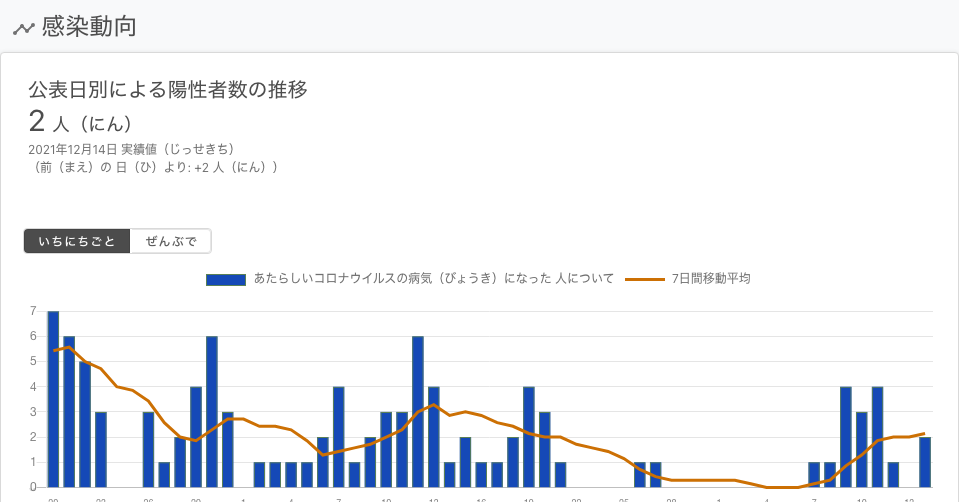 感染動向
公表日別による陽性者数の推移
2 人（にん）
2021年12月14日 実績値（じっせきち）
（前（まえ）の 日（ひ）より: +2 人（にん））
いちにちごと ぜんぶで
あたらしいコロナウイルスの病気（びょうき）になった 人について 7日間移動平均
7
6
5
4
3
2
1
0